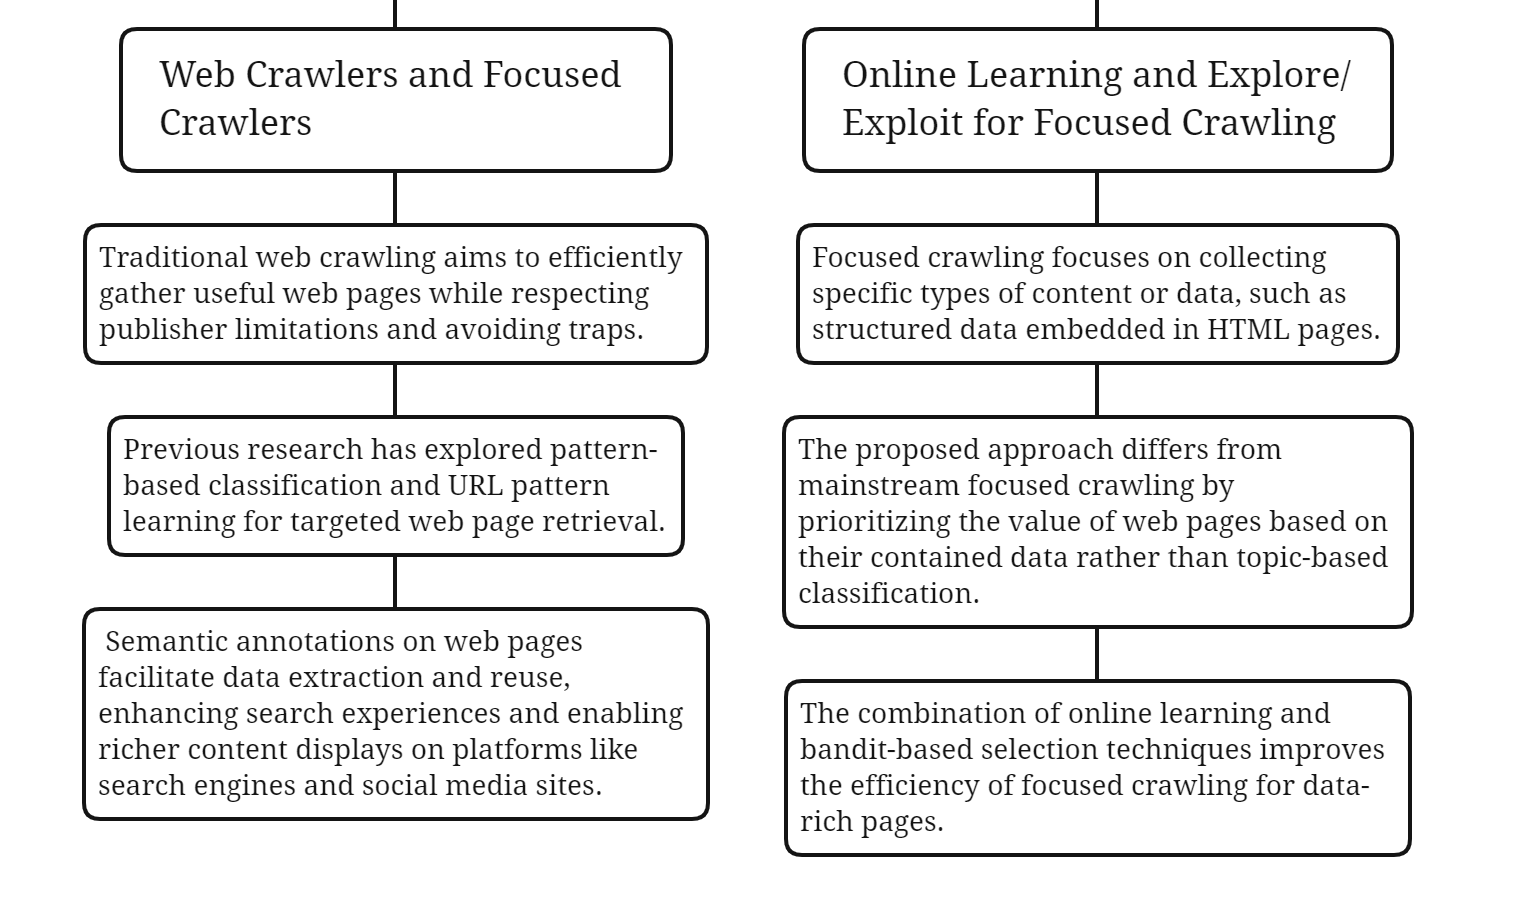 Web Crawlers and Focused
Crawlers
Traditional web crawling aims to efficiently
gather useful web pages while respecting
publisher limitations and avoiding traps.
Previous research has explored pattern-
based classification and URL pattern
learning for targeted web page retrieval.
Semantic annotations on web pages
facilitate data extraction and reuse,
enhancing search experiences and enabling
richer content displays on platforms like
search engines and social media sites.
Online Learning and Explore/
Exploit for Focused Crawling
Focused crawling focuses on collecting
specific types of content or data, such as
structured data embedded in HTML pages.
The proposed approach differs from
mainstream focused crawling by
prioritizing the value of web pages based on
their contained data rather than topic-based
classification.
The combination of online learning and
bandit-based selection techniques improves
the efficiency of focused crawling for data-
rich pages.